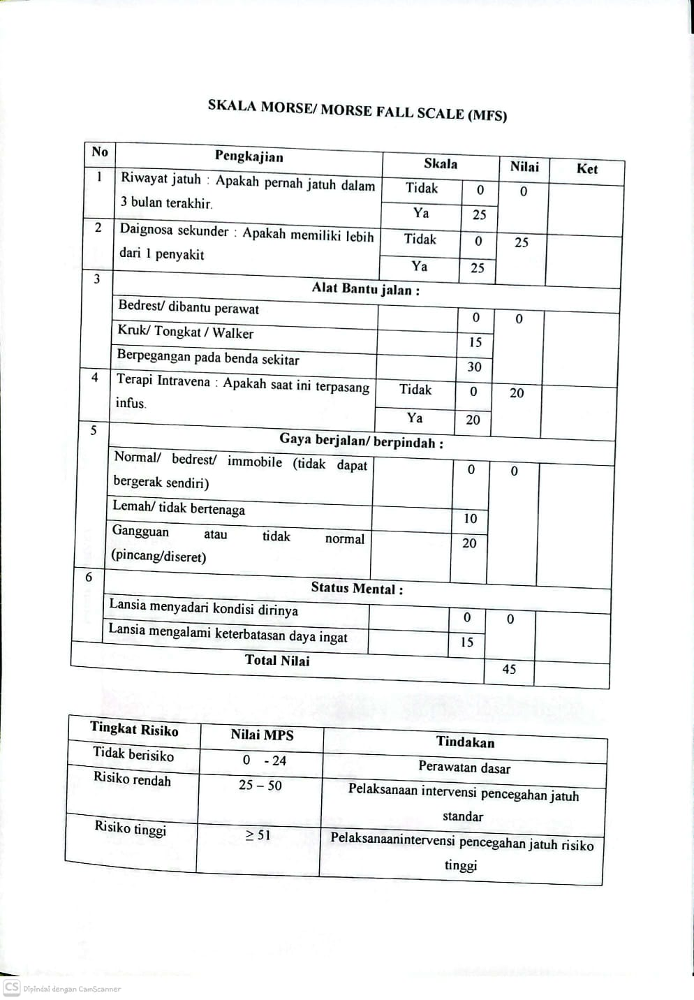 SKALA MORSE/ MORSE FALL SCALE (MFS)
No Pengkajian Skala Nilai Ket
1 Riwayat jatuh : Apakah pernah jatuh dalam Tidak 0 0
3 bulan terakhir. Ya 25
2 Daignosa sekunder : Apakah memiliki lebih Tidak 0 25
dari 1 penyakit Ya 25
3 Alat Bantu jalan :
Bedrest/ dibantu perawat 0 0
Kruk/ Tongkat / Walker 15
Berpegangan pada benda sekitar 30
4 Terapi Intravena : Apakah saat ini terpasang Tidak 0 20
infus. Ya 20
5 Gaya berjalan/ berpindah :
Normal/ bedrest/ immobile (tidak dapat 0 0
bergerak sendiri)
Lemah/ tidak bertenaga 10
Gangguan atau tidak normal 20
(pincang/diseret)
6 Status Mental :
Lansia menyadari kondisi dirinya 0 0
Lansia mengalami keterbatasan daya ingat 15
Total Nilai 45
Tingkat Risiko Nilai MPS Tindakan
Tidak berisiko 0 - 24 Perawatan dasar
Risiko rendah 25 – 50 Pelaksanaan intervensi pencegahan jatuh
standar
Risiko tinggi ≥ 51 Pelaksanaanintervensi pencegahan jatuh risiko
tinggi
CS Dipindai dengan CamScanner